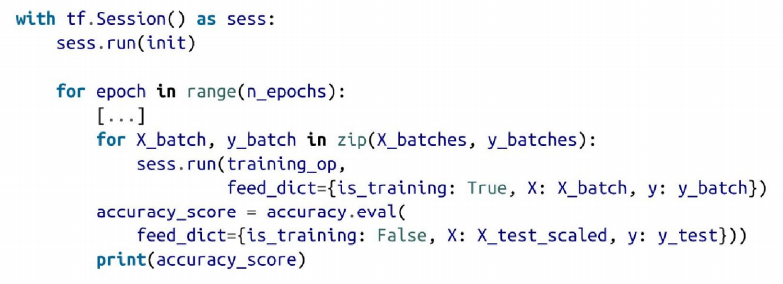 with tf.Session() as sess:
    sess.run(init)

    for epoch in range(n_epochs):
        [...]
        for X_batch, y_batch in zip(X_batches, y_batches):
            sess.run(training_op,
                     feed_dict={is_training: True, X: X_batch, y: y_batch})
        accuracy_score = accuracy.eval(
            feed_dict={is_training: False, X: X_test_scaled, y: y_test}))
        print(accuracy_score)